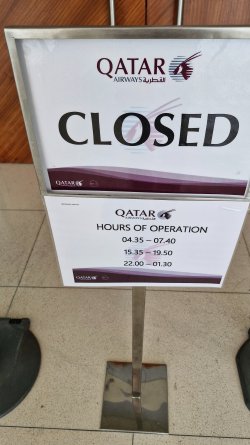 QATAR
AIRWAYS القطرية
CLOSED
QATAR
QATAR
HOURS OF OPERATION
04.35 – 07.40
15.35 – 19.50
22.00 – 01.30